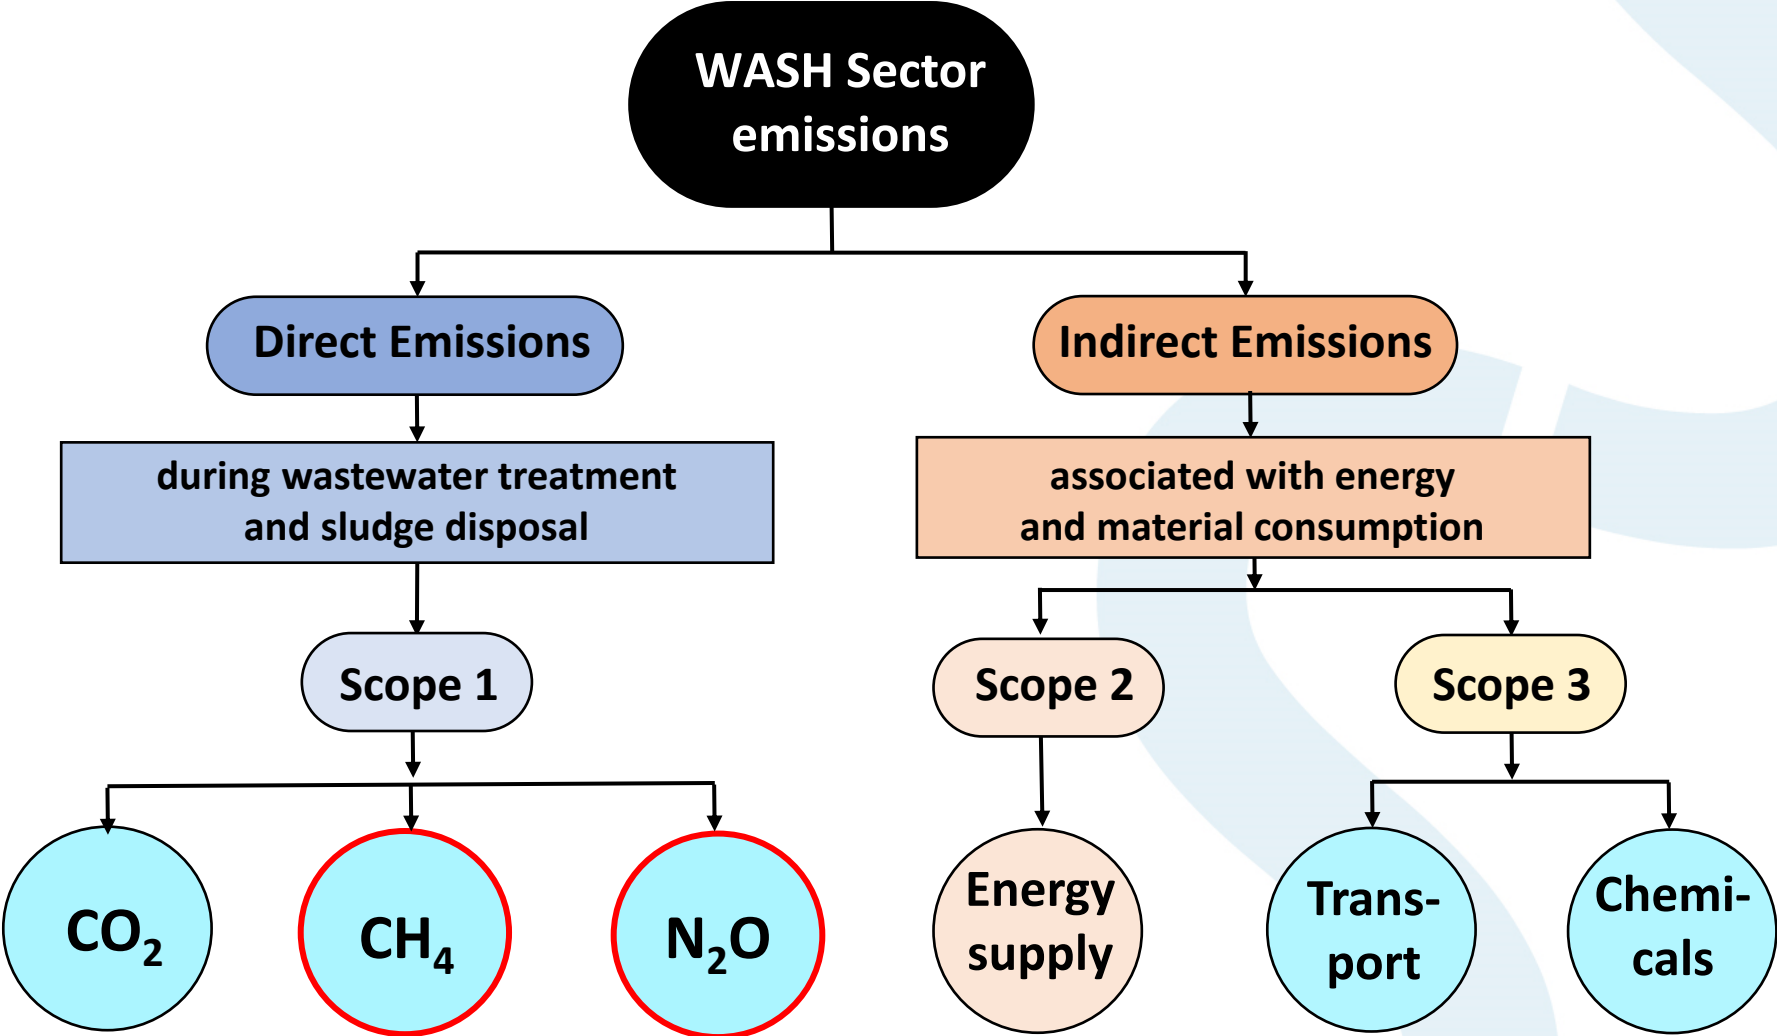 WASH Sector
emissions
Direct Emissions
Indirect Emissions
during wastewater treatment
and sludge disposal
associated with energy
and material consumption
Scope 1
Scope 2
Scope 3
CO₂
CH₄
N₂O
Energy
supply
Trans-
port
Chemi-
cals